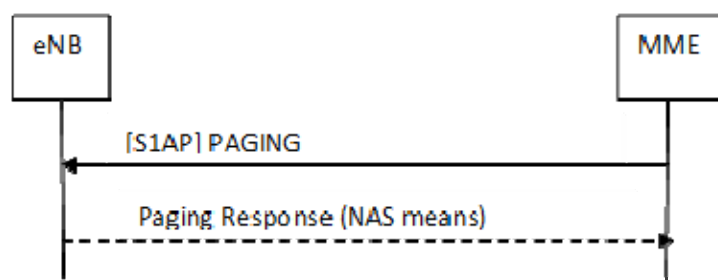 eNB
MME
[S1AP] PAGING
Paging Response (NAS means)